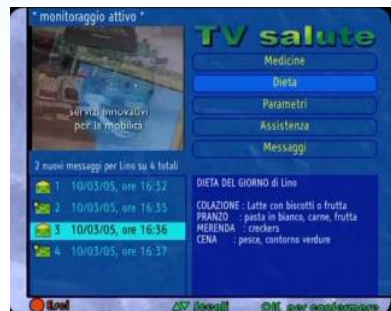 * monitoraggio attivo *
TV salute
servizi innovativi
per la mobilità
Medicine
Dieta
Parametri
Assistenza
Messaggi
2 nuovi messaggi per Lino su 4 totali
1 10/03/05, ore 16:32
2 10/03/05, ore 16:35
3 10/03/05, ore 16:36
4 10/03/05, ore 16:37
DIETA DEL GIORNO di Lino
COLAZIONE : Latte con biscotti o frutta
PRANZO : pasta in bianco, carne, frutta
MERENDA : creckers
CENA : pesce, contorno verdure
Esci
Scegli
OK per confermare